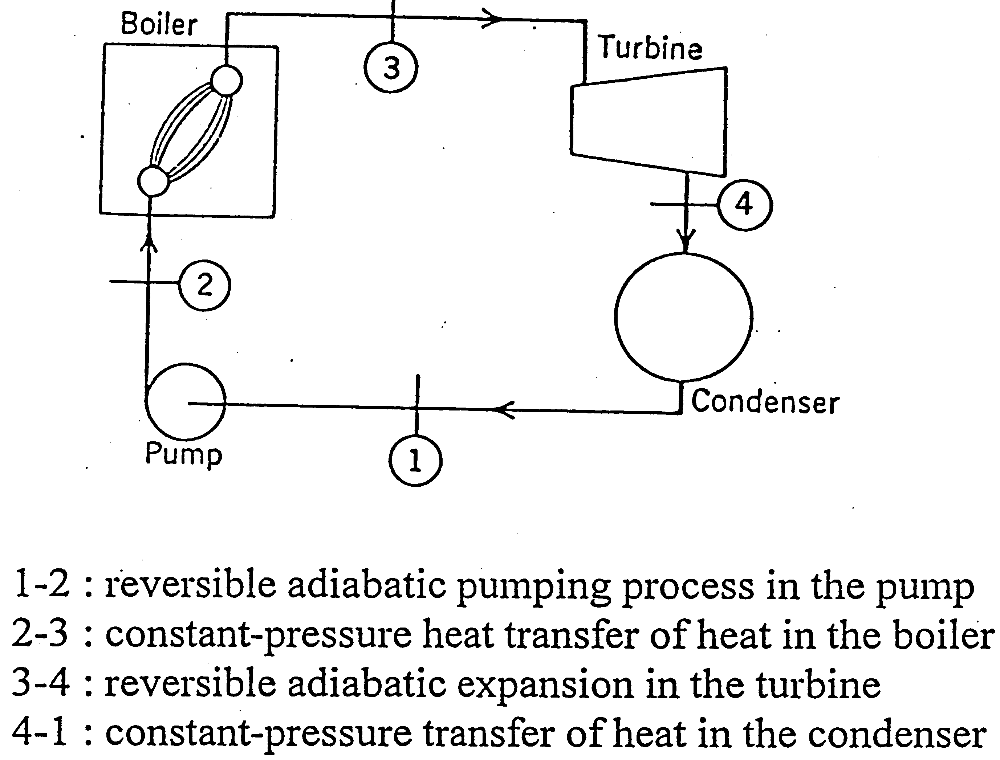 Boiler
3
Turbine
4
2
Condenser
Pump
1
1-2 : reversible adiabatic pumping process in the pump
2-3 : constant-pressure heat transfer of heat in the boiler
3-4 : reversible adiabatic expansion in the turbine
4-1 : constant-pressure transfer of heat in the condenser